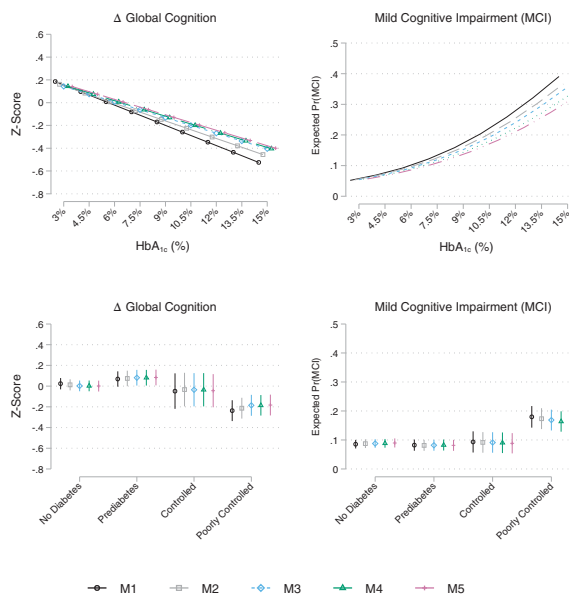 Δ Global Cognition
Z-Score
.6
.4
.2
0
-.2
-.4
-.6
-.8
3%
4.5%
6%
7.5%
9%
10.5%
12%
13.5%
15%
HbA1c (%)
Mild Cognitive Impairment (MCI)
Expected Pr(MCI)
.5
.4
.3
.2
.1
0
3%
4.5%
6%
7.5%
9%
10.5%
12%
13.5%
15%
HbA1c (%)
Δ Global Cognition
Z-Score
.6
.4
.2
0
-.2
-.4
-.6
-.8
No Diabetes
Prediabetes
Controlled
Poorly Controlled
Mild Cognitive Impairment (MCI)
Expected Pr(MCI)
.5
.4
.3
.2
.1
0
No Diabetes
Prediabetes
Controlled
Poorly Controlled
M1 M2 M3 M4 M5